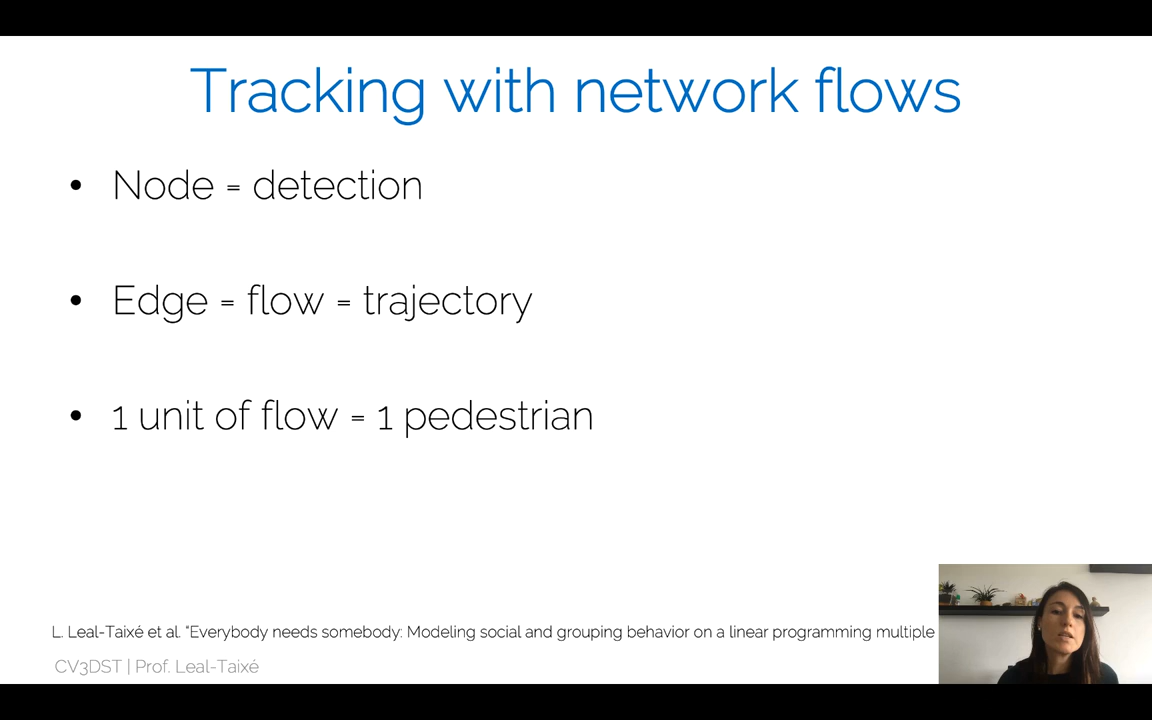 Tracking with network flows
• Node = detection
• Edge = flow = trajectory
• 1 unit of flow = 1 pedestrian
L. Leal-Taixé et al. “Everybody needs somebody: Modeling social and grouping behavior on a linear programming multiple
CV3DST | Prof. Leal-Taixé